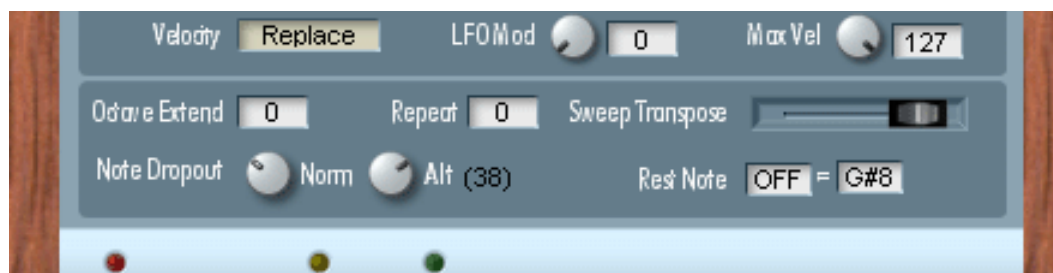 Velocity Replace LFO Mod 0 Max Vel 127
Octave Extend 0 Repeat 0 Sweep Transpose
Note Dropout Norm Alt (38) Rest Note OFF = G#8